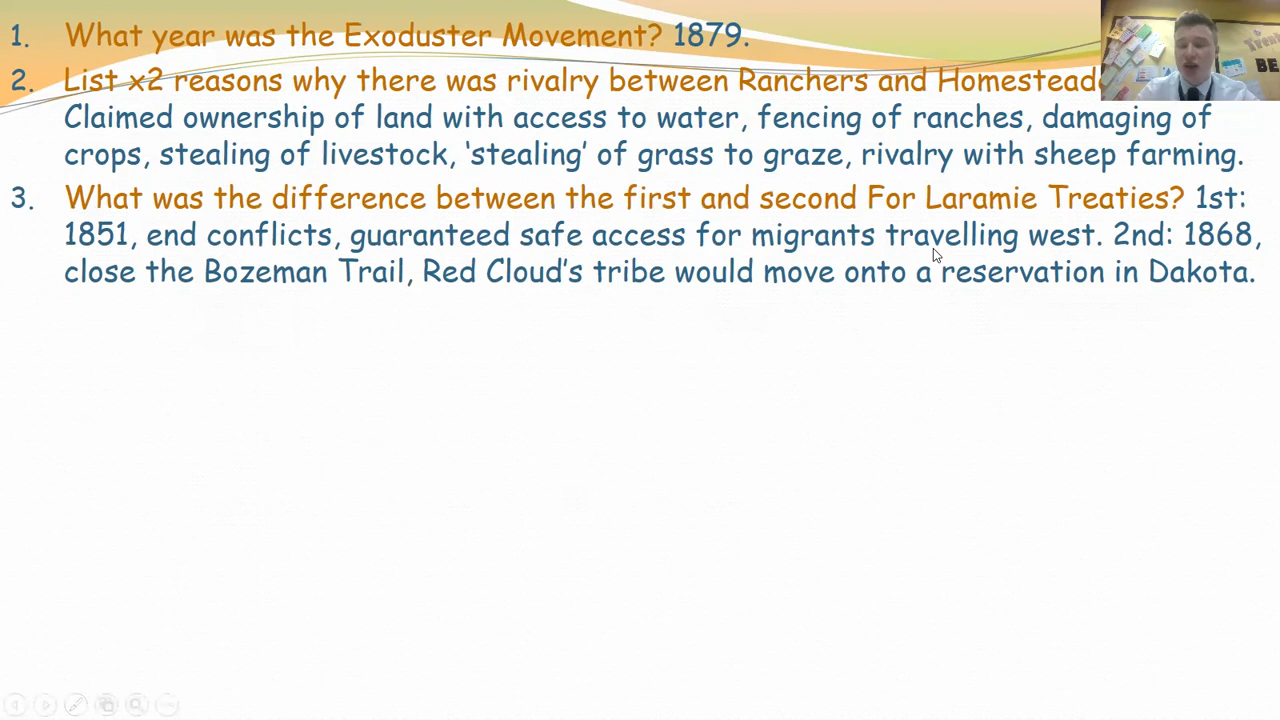 1. What year was the Exoduster Movement? 1879.
2. List x2 reasons why there was rivalry between Ranchers and Homesteade
Claimed ownership of land with access to water, fencing of ranches, damaging of
crops, stealing of livestock, ‘stealing’ of grass to graze, rivalry with sheep farming.
3. What was the difference between the first and second For Laramie Treaties? 1st:
1851, end conflicts, guaranteed safe access for migrants travelling west. 2nd: 1868,
close the Bozeman Trail, Red Cloud’s tribe would move onto a reservation in Dakota.
BE